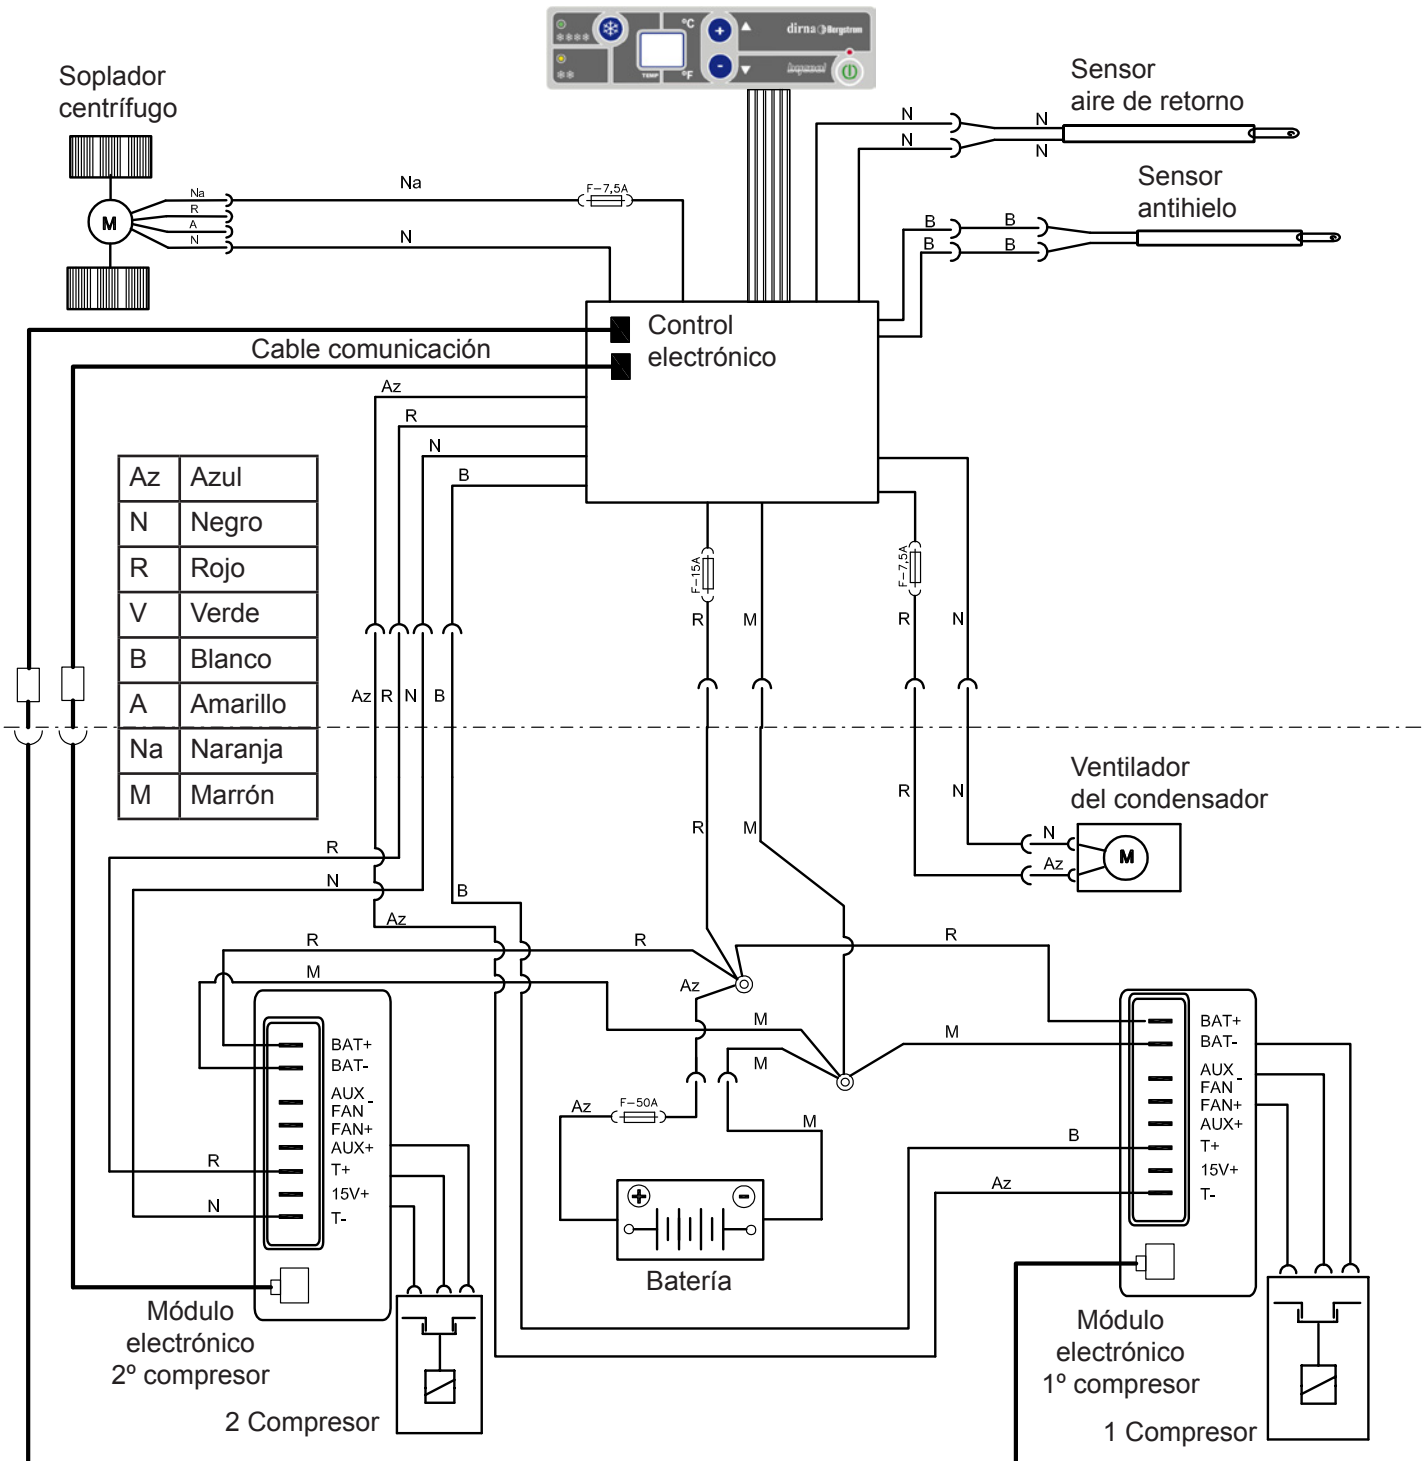 °C
°F
TEMP
+
-
dirna Bergstrom
Soplador
centrífugo
Sensor
aire de retorno
Sensor
antihielo
N
N
N
N
B
B
B
B
Na
R
A
N
Na
F-7,5A
N
M
Control
electrónico
Cable comunicación
Az
R
N
B
Az Azul
N Negro
R Rojo
V Verde
B Blanco
A Amarillo
Na Naranja
M Marrón
F-15A
F-7,5A
R
M
R
N
Az
R
N
B
Ventilador
del condensador
R
N
N
Az
M
R
M
R
N
B
Az
R
R
R
M
Az
M
M
M
BAT+
BAT-
AUX -
FAN
FAN+
AUX+
T+
15V+
T-
R
N
Az
F-50A
M
+
-
Batería
B
Az
BAT+
BAT-
AUX -
FAN
FAN+
AUX+
T+
15V+
T-
Módulo
electrónico
2º compresor
2 Compresor
Módulo
electrónico
1º compresor
1 Compresor